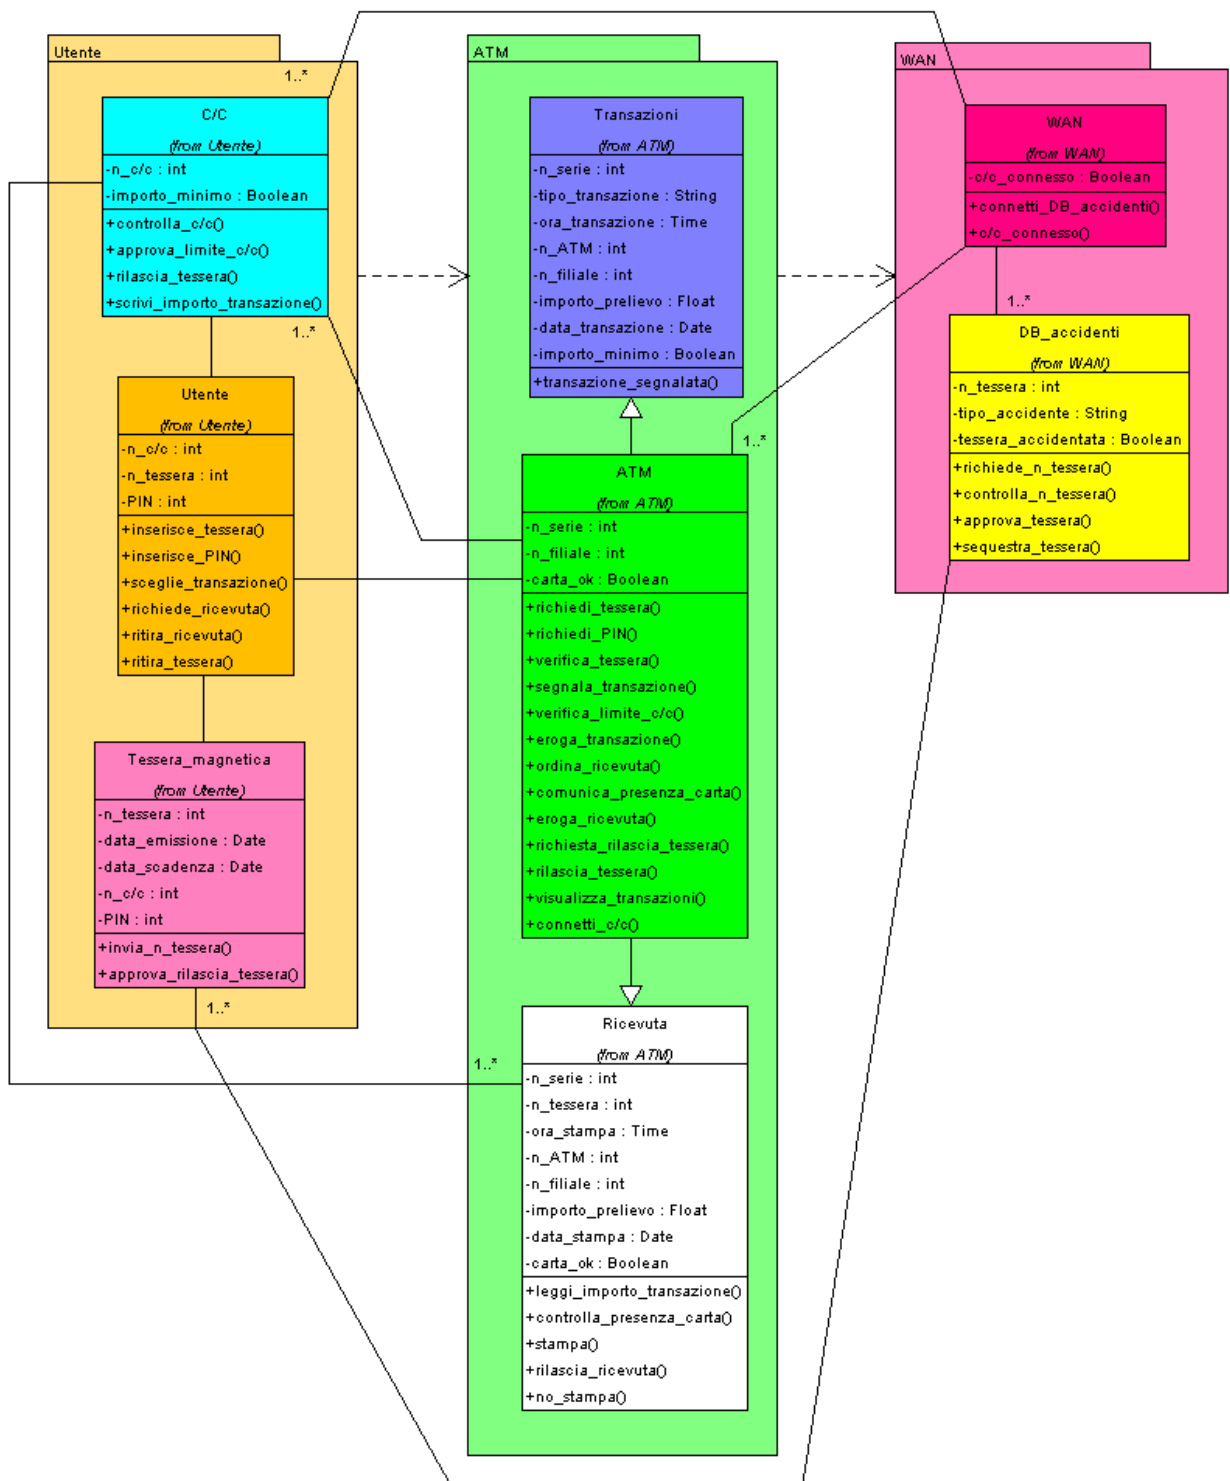 Utente
1..*
C/C
(from Utente)
-n_c/c : int
-importo_minimo : Boolean
+controlla_c/c()
+approva_limite_c/c()
+rilascia_tessera()
+scrivi_importo_transazione()
1..*
Utente
(from Utente)
-n_c/c : int
-n_tessera : int
-PIN : int
+inserisce_tessera()
+inserisce_PIN()
+sceglie_transazione()
+richiede_ricevuta()
+ritira_ricevuta()
+ritira_tessera()
Tessera_magnetica
(from Utente)
-n_tessera : int
-data_emissione : Date
-data_scadenza : Date
-n_c/c : int
-PIN : int
+invia_n_tessera()
+approva_rilascia_tessera()
1..*
ATM
Transazioni
(from ATM)
-n_serie : int
-tipo_transazione : String
-ora_transazione : Time
-n_ATM : int
-n_filiale : int
-importo_prelievo : Float
-data_transazione : Date
-importo_minimo : Boolean
+transazione_segnalata()
1..*
ATM
(from ATM)
-n_serie : int
-n_filiale : int
-carta_ok : Boolean
+richiedi_tessera()
+richiedi_PIN()
+verifica_tessera()
+segnala_transazione()
+verifica_limite_c/c()
+eroga_transazione()
+ordina_ricevuta()
+comunica_presenza_carta()
+eroga_ricevuta()
+richiesta_rilascia_tessera()
+rilascia_tessera()
+visualizza_transazioni()
+connetti_c/c()
1..*
Ricevuta
(from ATM)
-n_serie : int
-n_tessera : int
-ora_stampa : Time
-n_ATM : int
-n_filiale : int
-importo_prelievo : Float
-data_stampa : Date
-carta_ok : Boolean
+leggi_importo_transazione()
+controlla_presenza_carta()
+stampa()
+rilascia_ricevuta()
+no_stampa()
WAN
WAN
(from WAN)
-c/c_connesso : Boolean
+connetti_DB_accidenti()
+c/c_connesso()
1..*
DB_accidenti
(from WAN)
-n_tessera : int
-tipo_accidente : String
-tessera_accidentata : Boolean
+richiede_n_tessera()
+controlla_n_tessera()
+approva_tessera()
+sequestra_tessera()